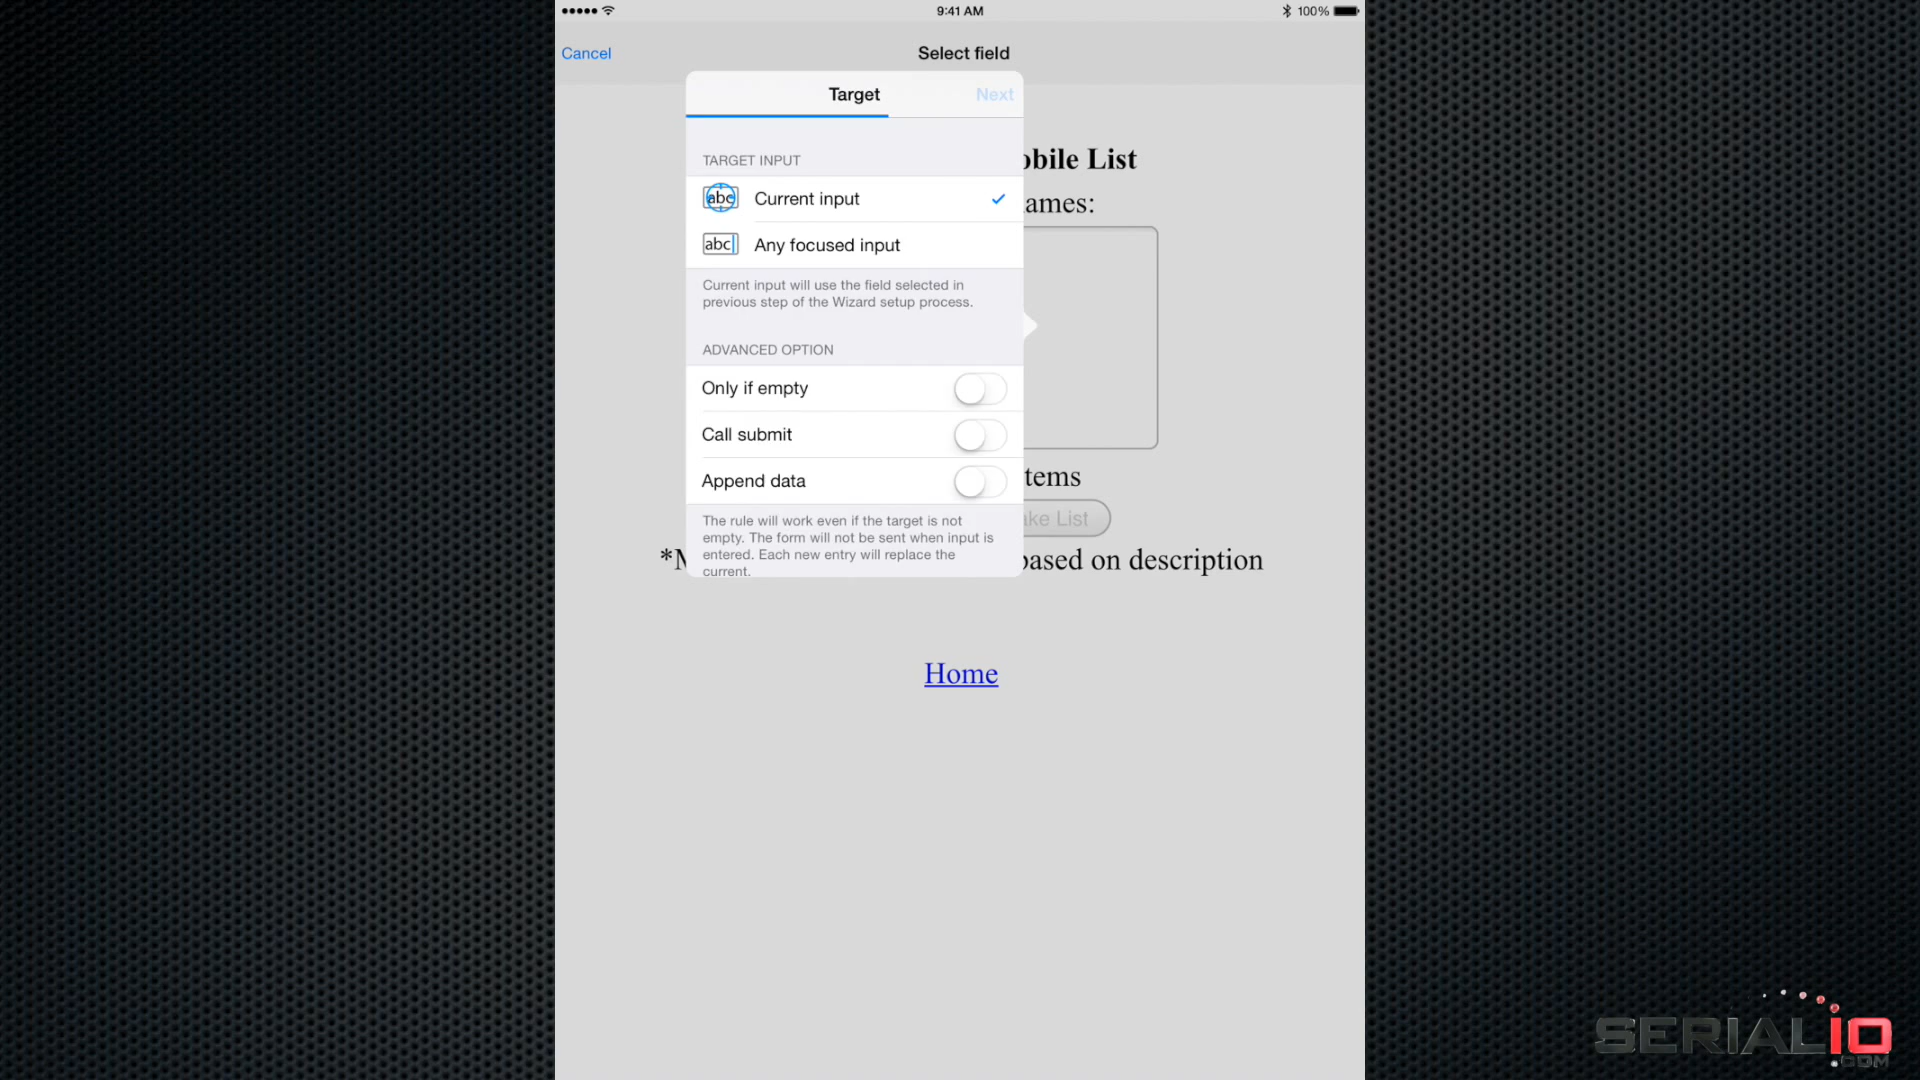 9:41 AM
100%
Cancel
Select field
Target
Next
TARGET INPUT
obile List
abc
Current input
ames:
abc
Any focused input
Current input will use the field selected in
previous step of the Wizard setup process.
ADVANCED OPTION
Only if empty
Call submit
Append data
tems
The rule will work even if the target is not
empty. The form will not be sent when input is
entered. Each new entry will replace the
current.
ke List
*M
based on description
Home
SERIALIO
.COM